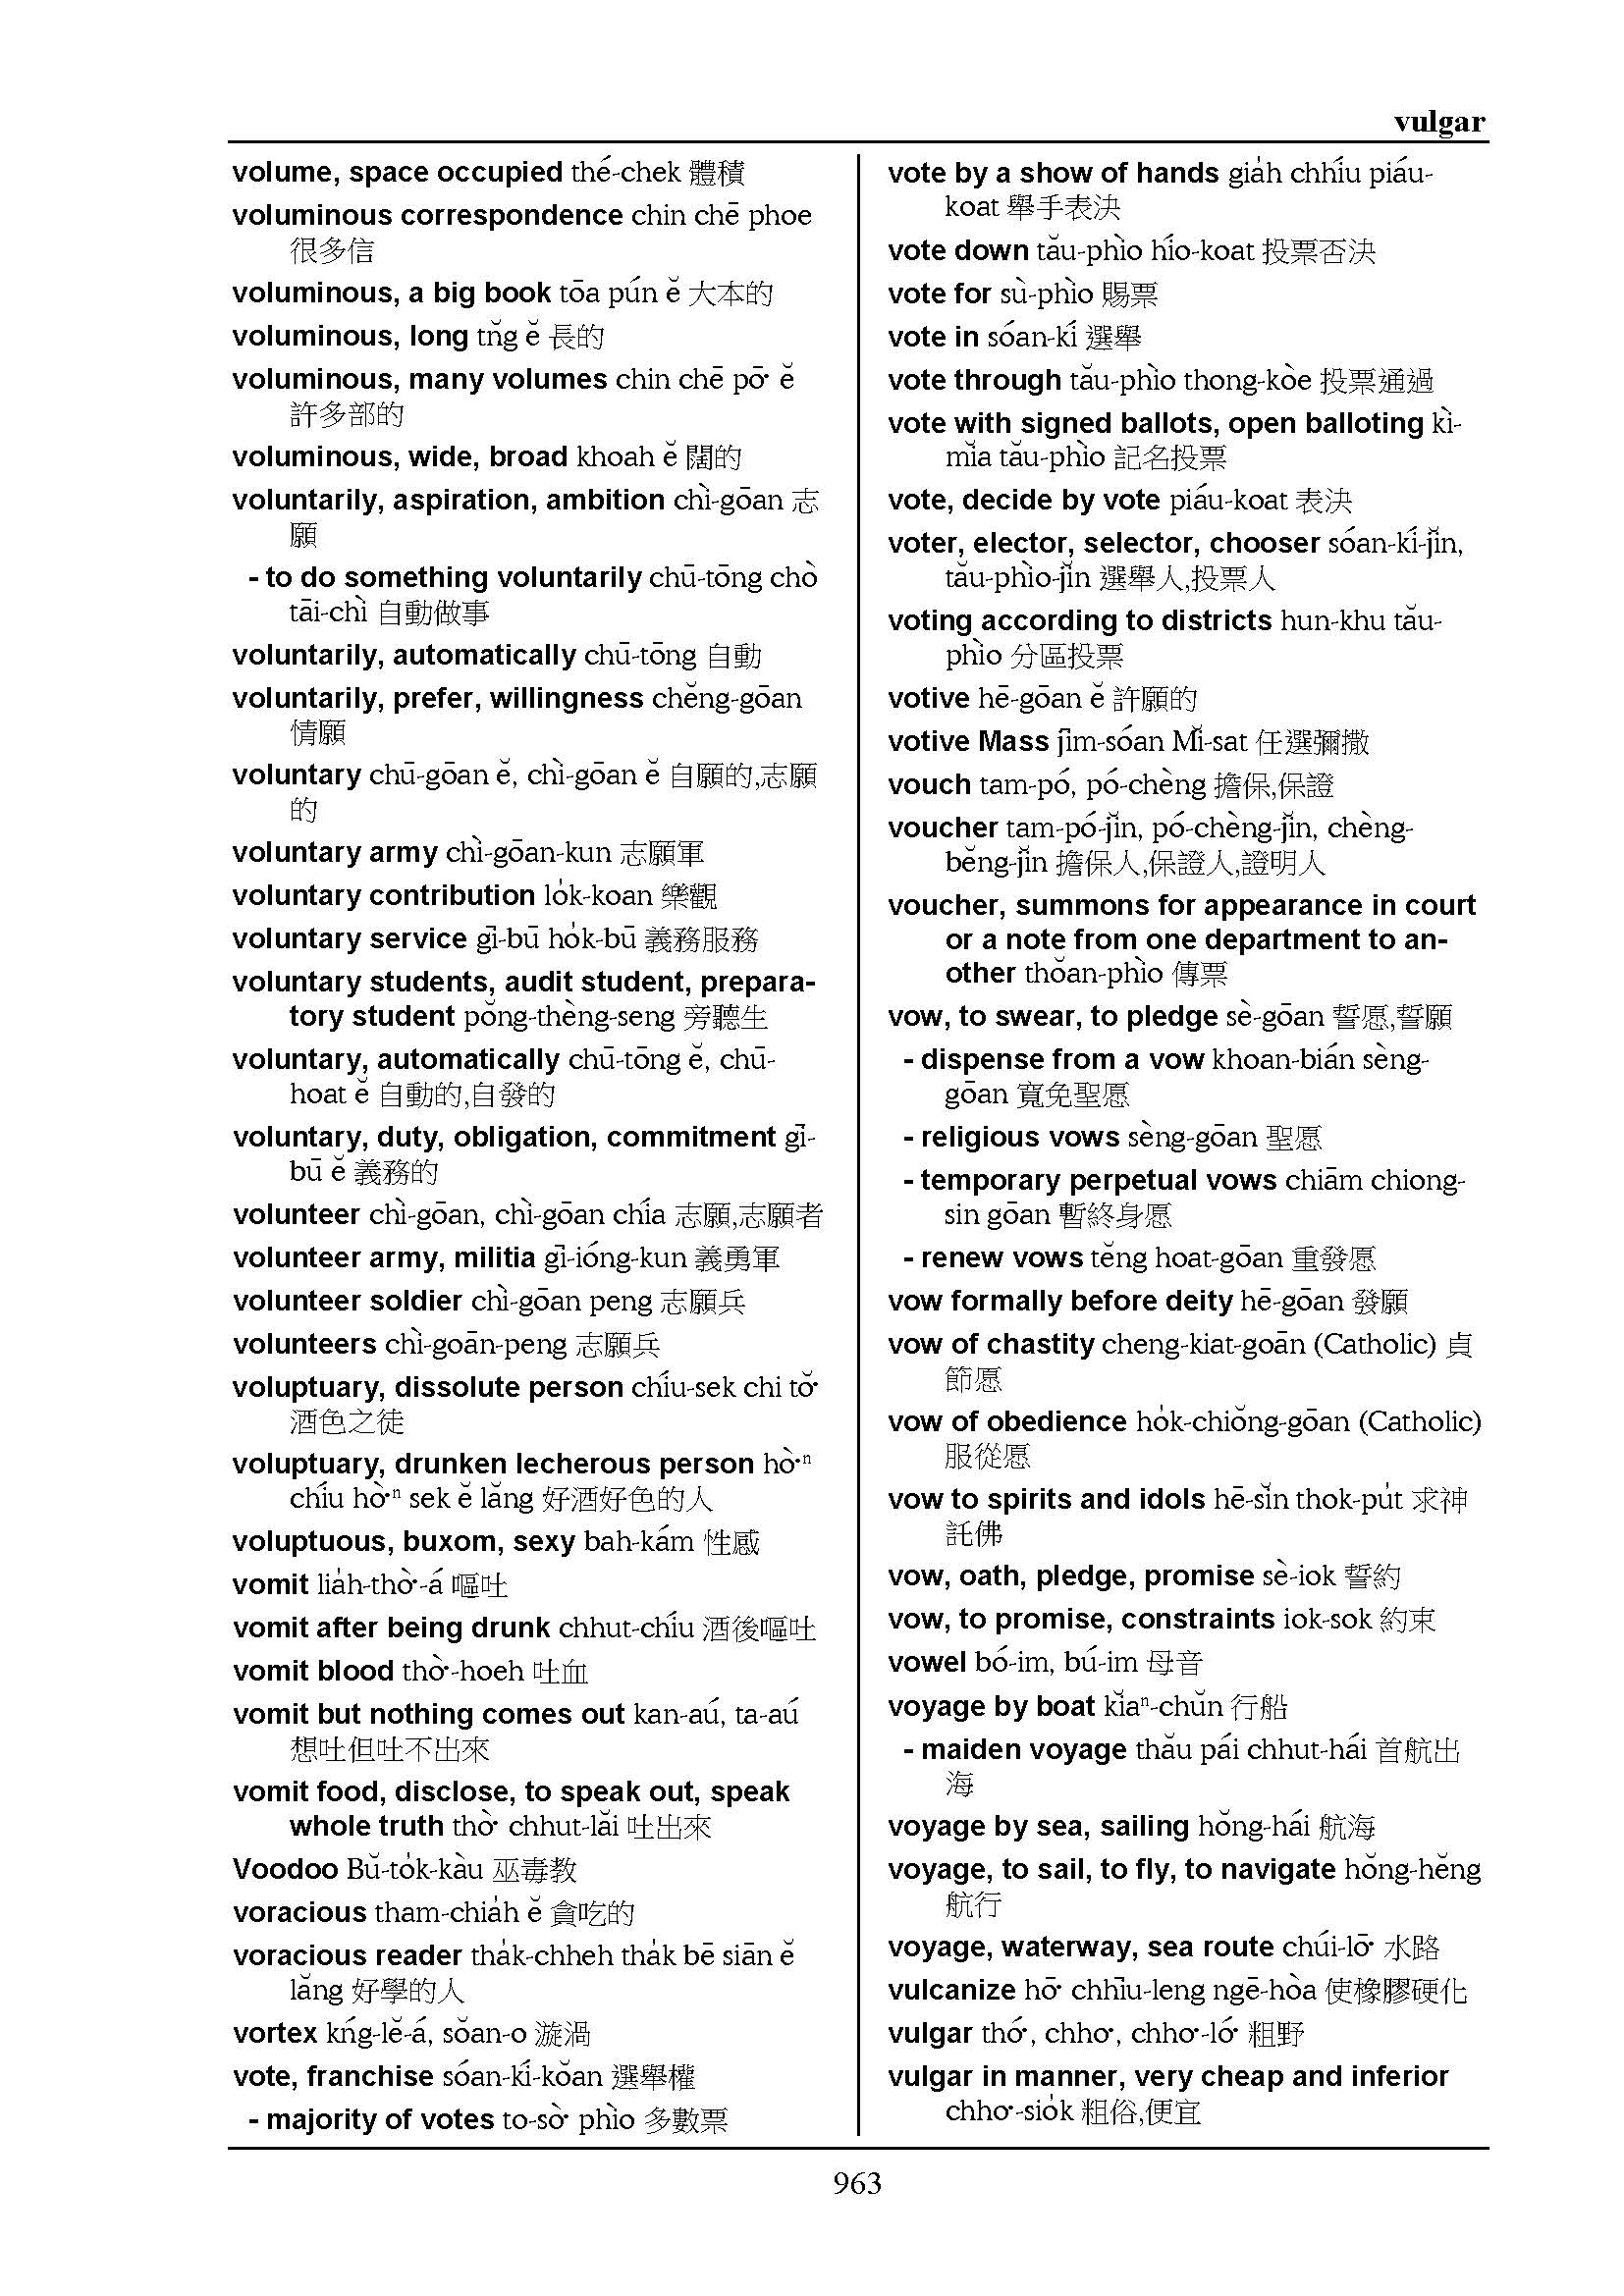 vulgar
volume, space occupied thé-chek 體積
voluminous correspondence chin chē phoe
很多信
voluminous, a big book tōa pún ĕ 大本的
voluminous, long tn̆g ĕ 長的
voluminous, many volumes chin chē pō͘ ĕ
許多部的
voluminous, wide, broad khoah ĕ 闊的
voluntarily, aspiration, ambition chì-gōan 志
願
- to do something voluntarily chū-tōng chò
tāi-chì 自動做事
voluntarily, automatically chū-tōng 自動
voluntarily, prefer, willingness chĕng-gōan
情願
voluntary chū-gōan ĕ, chì-gōan ĕ 自願的,志願
的
voluntary army chì-gōan-kun 志願軍
voluntary contribution lo̍k-koan 樂觀
voluntary service gī-bū ho̍k-bū 義務服務
voluntary students, audit student, prepara-
tory student pŏng-thèng-seng 旁聽生
voluntary, automatically chū-tōng ĕ, chū-
hoat ĕ 自動的,自發的
voluntary, duty, obligation, commitment gī-
bū ĕ 義務的
volunteer chì-gōan, chì-gōan chía 志願,志願者
volunteer army, militia gī-ióng-kun 義勇軍
volunteer soldier chì-gōan peng 志願兵
volunteers chì-goān-peng 志願兵
voluptuary, dissolute person chíu-sek chi tŏ͘
酒色之徒
voluptuary, drunken lecherous person hò͘ⁿ
chíu hò͘ⁿ sek ĕ lăng 好酒好色的人
voluptuous, buxom, sexy bah-kám 性感
vomit lia̍h-thò͘-á 嘔吐
vomit after being drunk chhut-chíu 酒後嘔吐
vomit blood thò͘-hoeh 吐血
vomit but nothing comes out kan-aú, ta-aú
想吐但吐不出來
vomit food, disclose, to speak out, speak
whole truth thò͘ chhut-lăi 吐出來
Voodoo Bŭ-to̍k-kàu 巫毒教
voracious tham-chia̍h ĕ 貪吃的
voracious reader tha̍k-chheh tha̍k bē siān ĕ
lăng 好學的人
vortex kńg-lĕ-á, sŏan-o 漩渦
vote, franchise sóan-kí-kŏan 選舉權
- majority of votes to-sò͘ phìo 多數票
vote by a show of hands gia̍h chhíu piáu-
koat 舉手表決
vote down tău-phìo hío-koat 投票否決
vote for sù-phìo 賜票
vote in sóan-kí 選舉
vote through tău-phìo thong-kòe 投票通過
vote with signed ballots, open balloting kì-
mĭa tău-phìo 記名投票
vote, decide by vote piáu-koat 表決
voter, elector, selector, chooser sóan-kí-jĭn,
tău-phìo-jĭn 選舉人,投票人
voting according to districts hun-khu tău-
phìo 分區投票
votive hē-gōan ĕ 許願的
votive Mass jīm-sóan Mĭ-sat 任選彌撒
vouch tam-pó, pó-chèng 擔保,保證
voucher tam-pó-jĭn, pó-chèng-jĭn, chèng-
bĕng-jĭn 擔保人,保證人,證明人
voucher, summons for appearance in court
or a note from one department to an-
other thŏan-phìo 傳票
vow, to swear, to pledge sè-gōan 誓愿,誓願
- dispense from a vow khoan-bián sèng-
gōan 寬免聖愿
- religious vows sèng-gōan 聖愿
- temporary perpetual vows chiām chiong-
sin gōan 暫終身愿
- renew vows tĕng hoat-gōan 重發愿
vow formally before deity hē-gōan 發願
vow of chastity cheng-kiat-goān (Catholic) 貞
節愿
vow of obedience ho̍k-chiŏng-gōan (Catholic)
服從愿
vow to spirits and idols hē-sĭn thok-pu̍t 求神
託佛
vow, oath, pledge, promise sè-iok 誓約
vow, to promise, constraints iok-sok 約束
vowel bó-im, bú-im 母音
voyage by boat kĭaⁿ-chŭn 行船
- maiden voyage thău pái chhut-hái 首航出
海
voyage by sea, sailing hŏng-hái 航海
voyage, to sail, to fly, to navigate hŏng-hĕng
航行
voyage, waterway, sea route chúi-lō͘ 水路
vulcanize hō͘ chhīu-leng ngē-hòa 使橡膠硬化
vulgar thó͘, chho͘, chho͘-ló͘ 粗野
vulgar in manner, very cheap and inferior
chho͘-sio̍k 粗俗,便宜
963